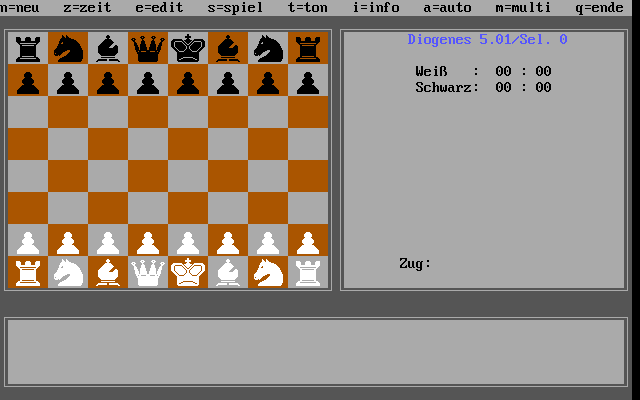 n=neu z=zeit e=edit s=spiel t=ton i=info a=auto m=multi q=ende
Diogenes 5.01/Sel. 0
Weiß : 00 : 00
Schwarz: 00 : 00
Zug: